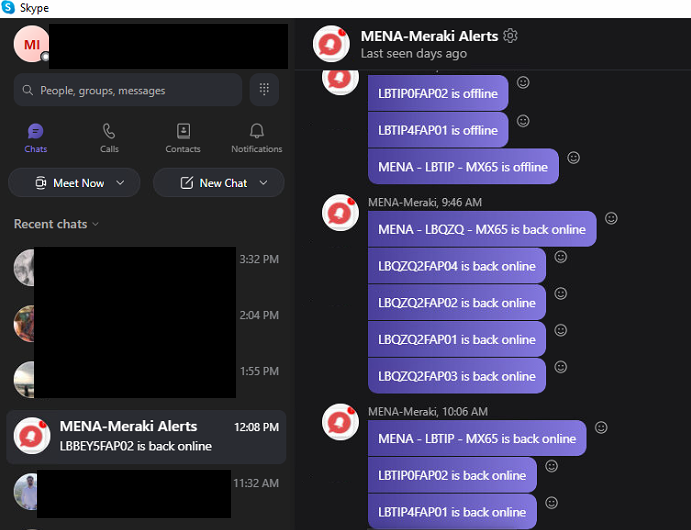 Skype
MI
People, groups, messages
Chats
Calls
Contacts
Notifications
Meet Now
New Chat
Recent chats
3:32 PM
2:04 PM
1:55 PM
MENA-Meraki Alerts
12:08 PM
LBBEY5FAP02 is back online
11:32 AM
MENA-Meraki Alerts
Last seen days ago
LBTIP0FAP02 is offline
LBTIP4FAP01 is offline
MENA - LBTIP - MX65 is offline
MENA-Meraki, 9:46 AM
MENA - LBQZQ - MX65 is back online
LBQZQ2FAP04 is back online
LBQZQ2FAP02 is back online
LBQZQ2FAP01 is back online
LBQZQ2FAP03 is back online
MENA-Meraki, 10:06 AM
MENA - LBTIP - MX65 is back online
LBTIP0FAP02 is back online
LBTIP4FAP01 is back online